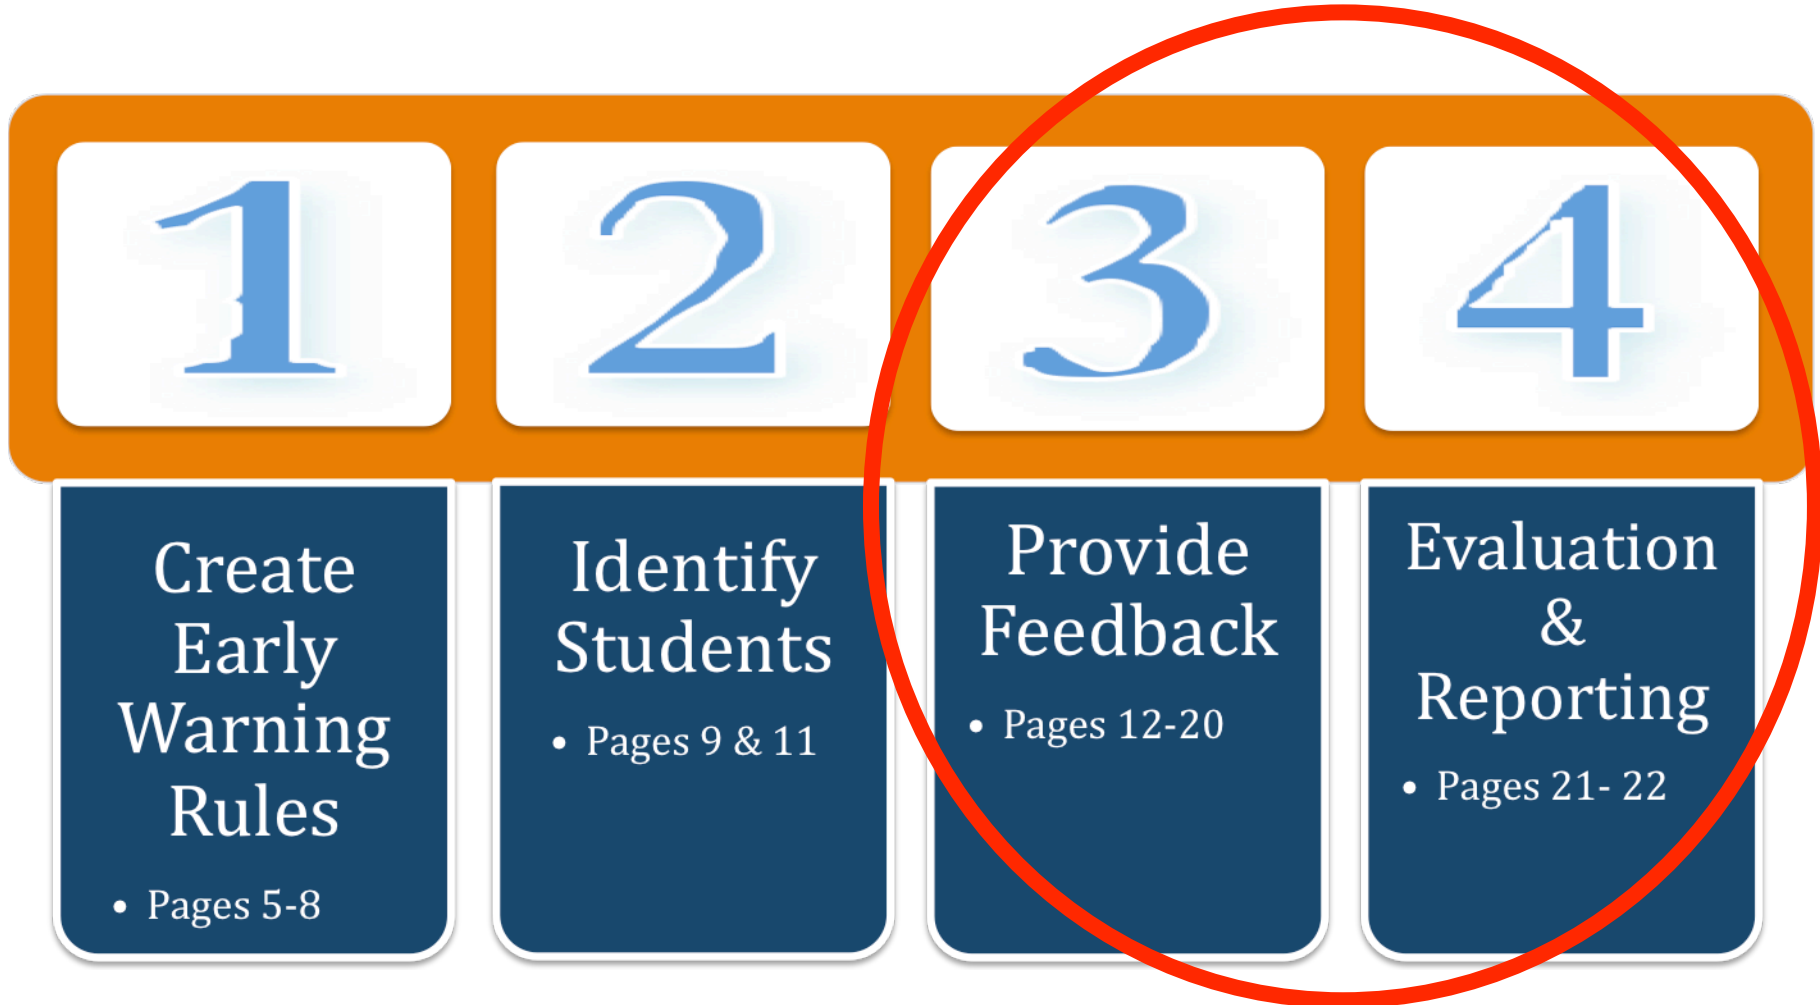 1
Create
Early
Warning
Rules
• Pages 5-8
2
Identify
Students
• Pages 9 & 11
3
Provide
Feedback
• Pages 12-20
4
Evaluation
&
Reporting
• Pages 21- 22